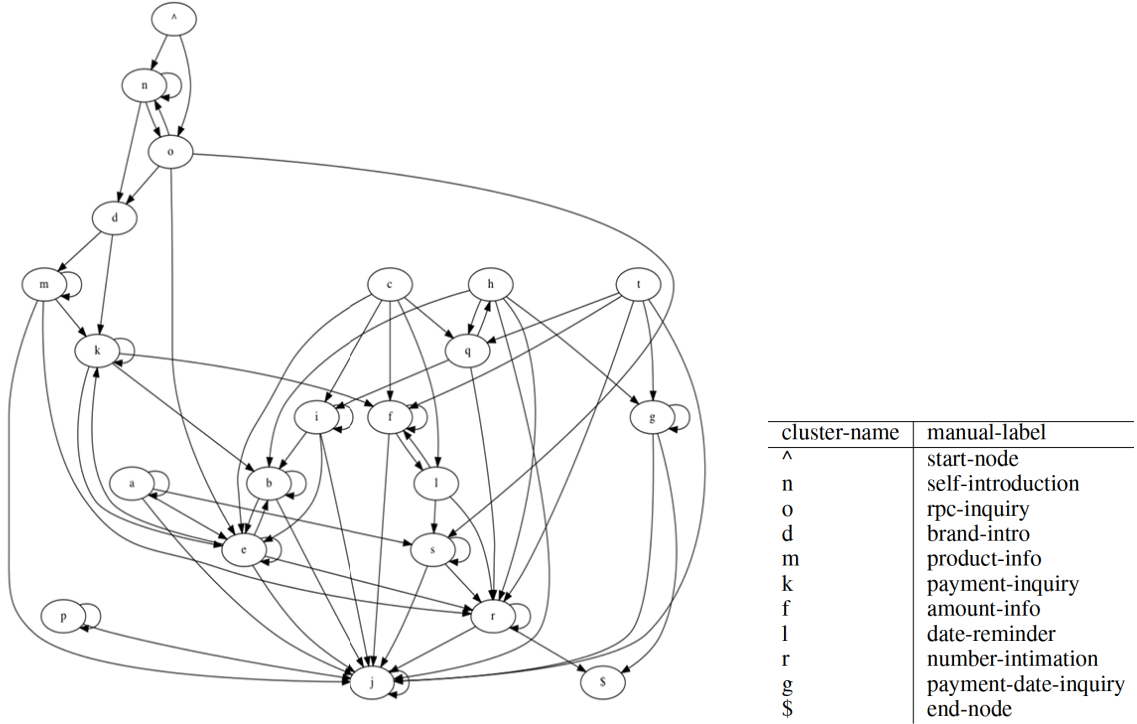 ^
n
o
d
m
c
h
t
k
q
i
f
g
a
b
l
e
s
p
r
j
$
cluster-name manual-label
^ start-node
n self-introduction
o rpc-inquiry
d brand-intro
m product-info
k payment-inquiry
f amount-info
l date-reminder
r number-intimation
g payment-date-inquiry
$ end-node